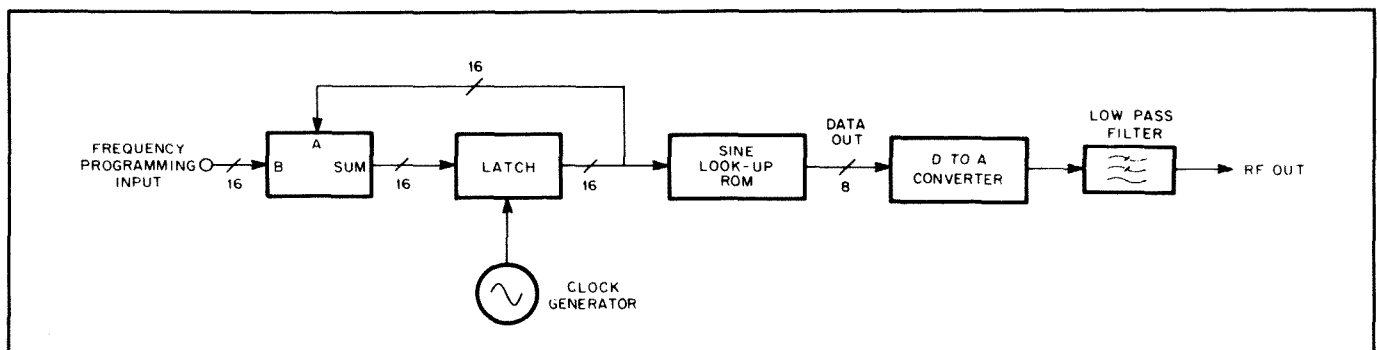 16
FREQUENCY
PROGRAMMING
INPUT
16
A
B
SUM
16
LATCH
16
CLOCK
GENERATOR
SINE
LOOK-UP
ROM
DATA
OUT
8
D TO A
CONVERTER
LOW PASS
FILTER
RF OUT